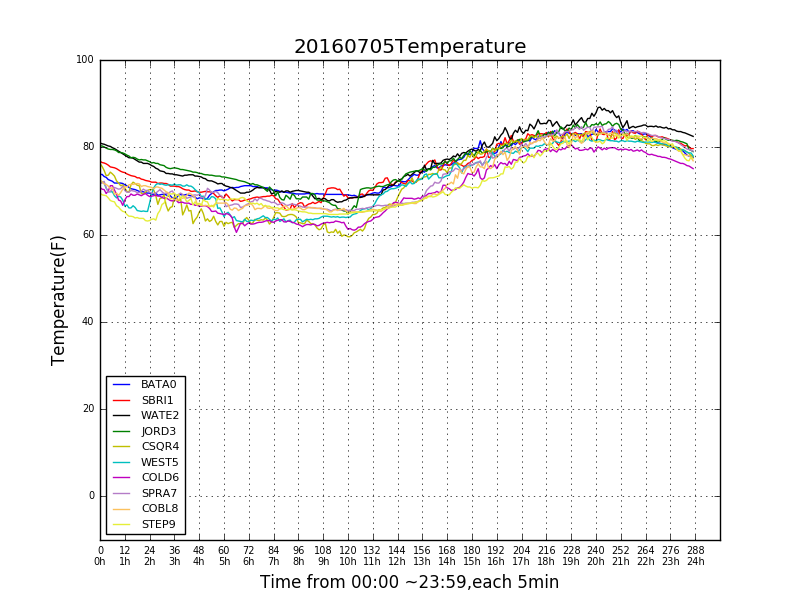 20160705Temperature
100
80
60
40
20
0
Temperature(F)
BATA0
SBRI1
WATE2
JORD3
CSQR4
WEST5
COLD6
SPRA7
COBL8
STEP9
0 12 24 36 48 60 72 84 96 108 120 132 144 156 168 180 192 204 216 228 240 252 264 276 288
0h 1h 2h 3h 4h 5h 6h 7h 8h 9h 10h 11h 12h 13h 14h 15h 16h 17h 18h 19h 20h 21h 22h 23h 24h
Time from 00:00 ~23:59,each 5min